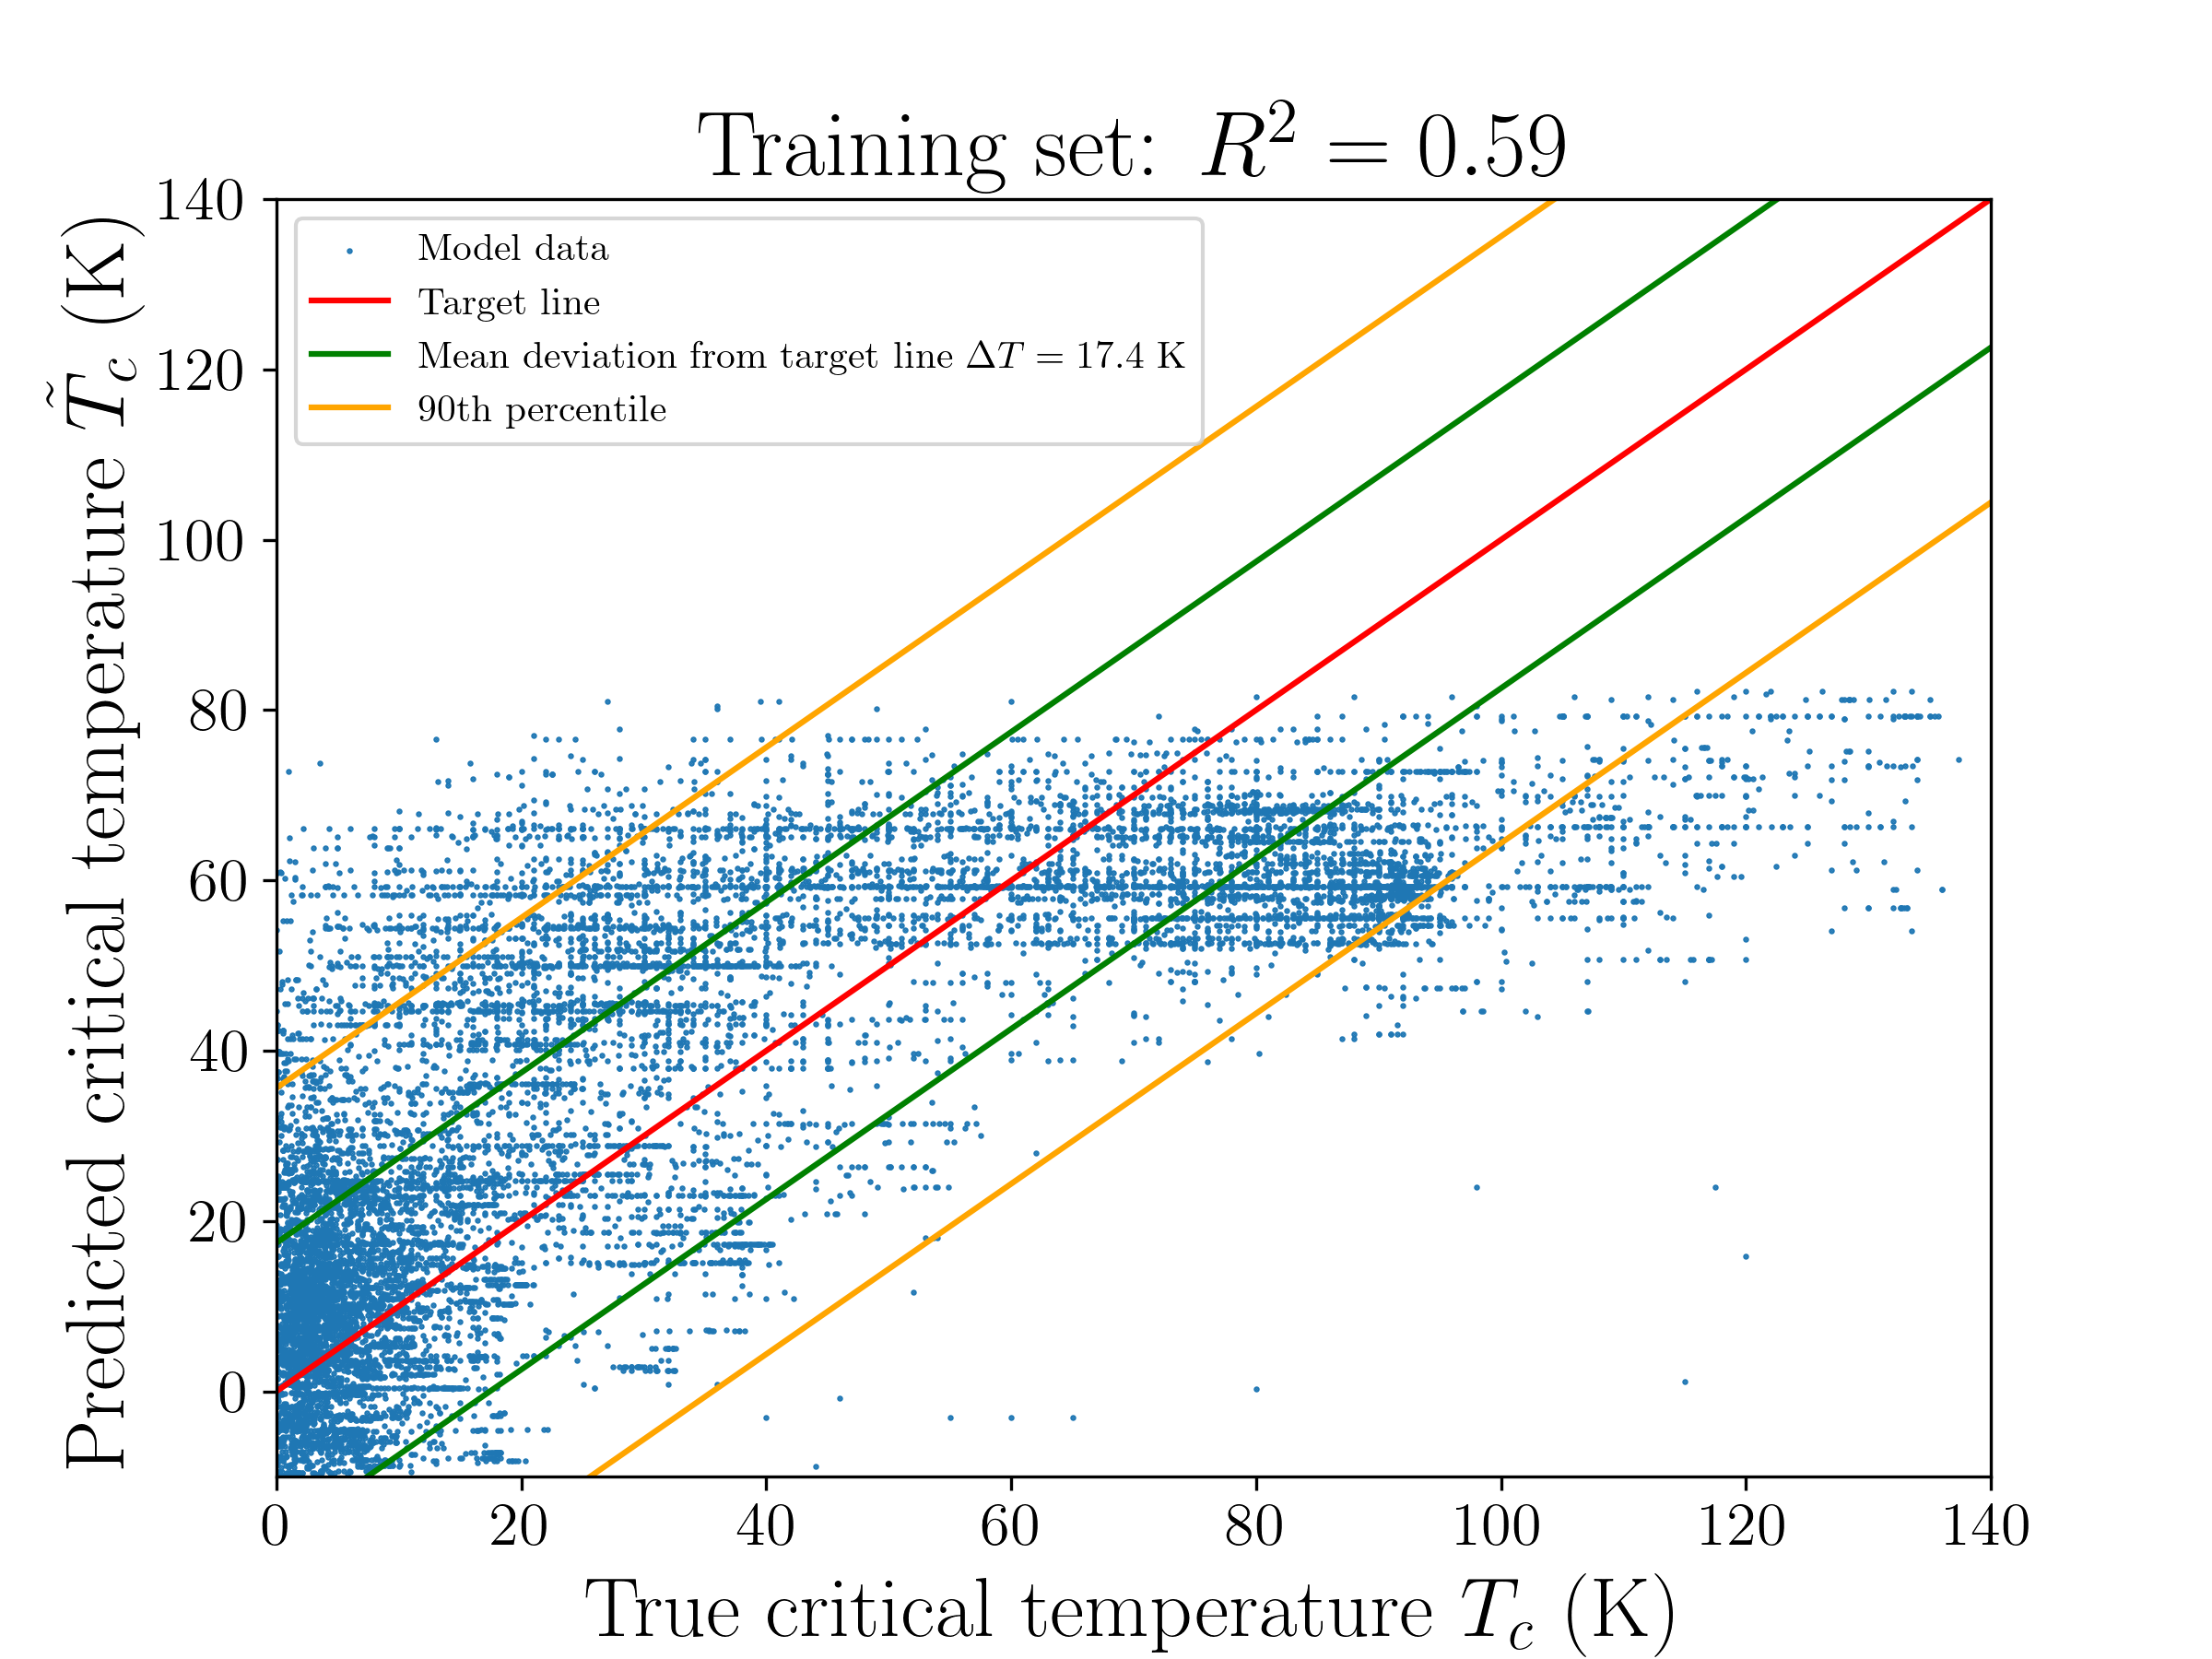 Training set: R² = 0.59
Predicted critical temperature T̃c (K)
140
120
100
80
60
40
20
0
Model data
Target line
Mean deviation from target line ΔT = 17.4 K
90th percentile
0 20 40 60 80 100 120 140
True critical temperature Tc (K)